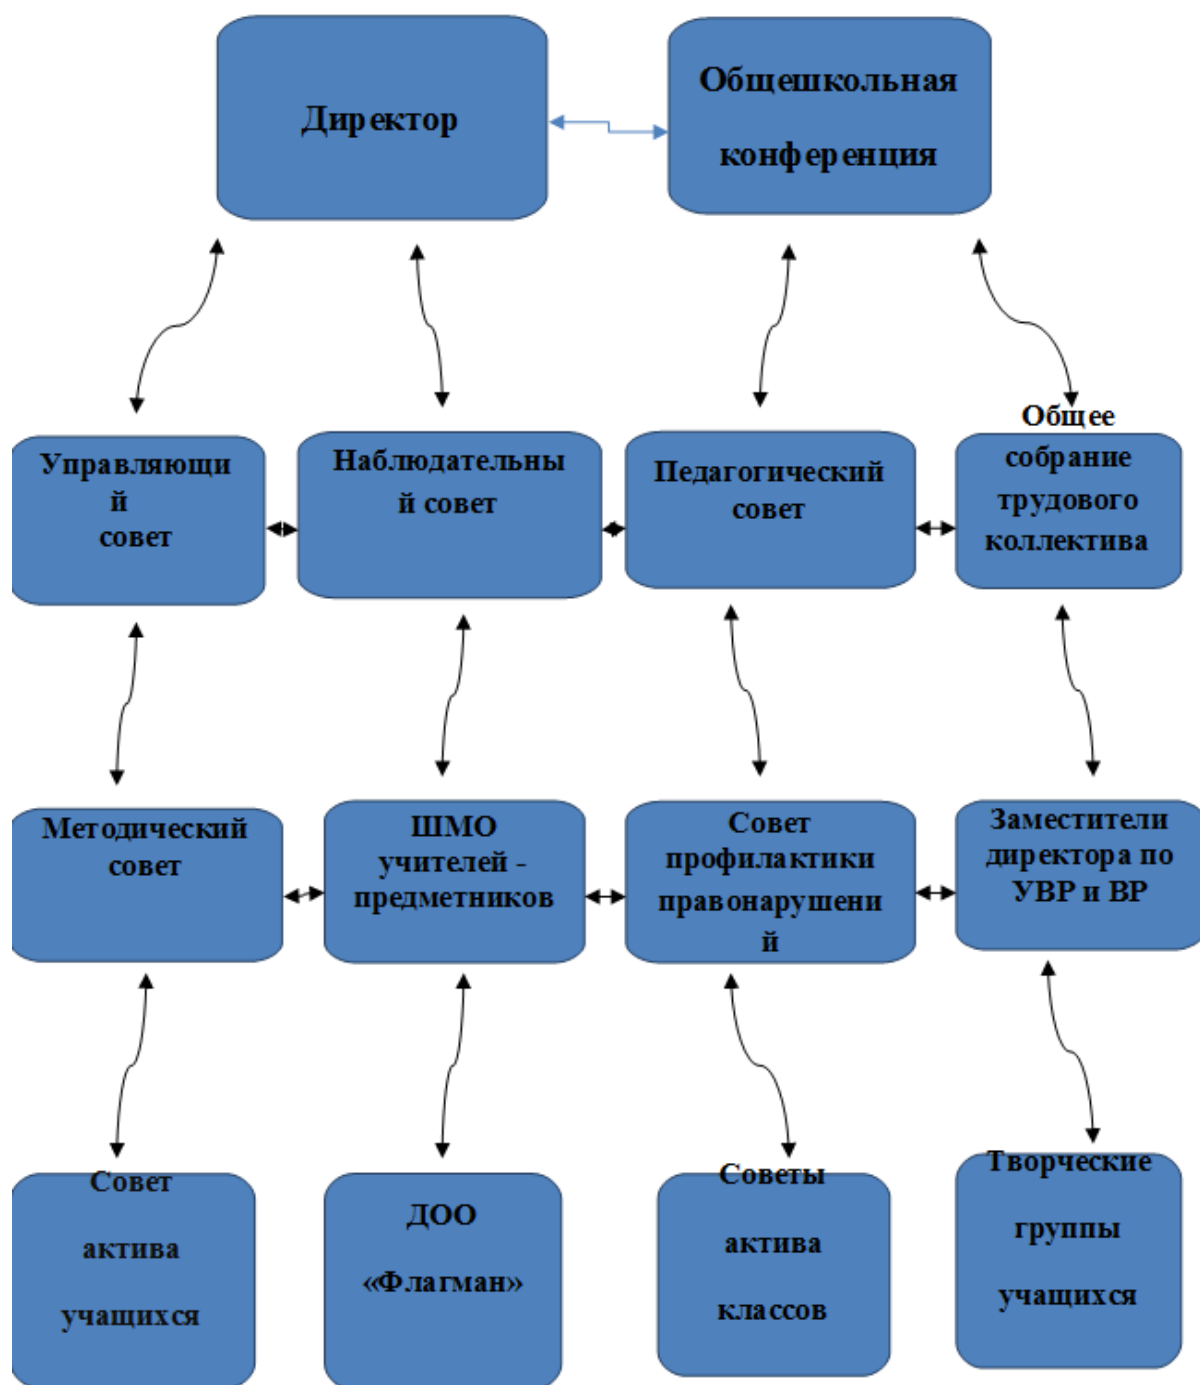 Директор
Общешкольная
конференция
Управляющи
й
совет
Наблюдательны
й совет
Педагогический
совет
Общее
собрание
трудового
коллектива
Методический
совет
ШМО
учителей -
предметников
Совет
профилактики
правонарушени
й
Заместители
директора по
УВР и ВР
Совет
актива
учащихся
ДОО
«Флагман»
Советы
актива
классов
Творческие
группы
учащихся